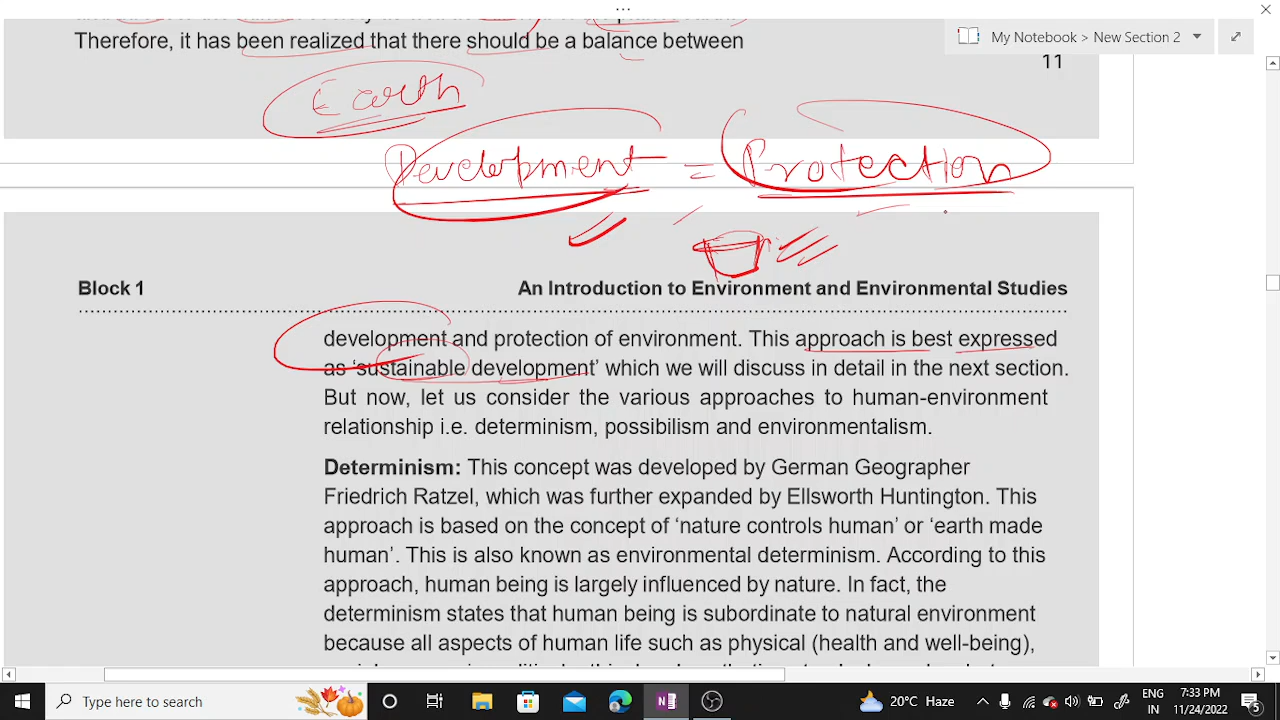 ...
My Notebook > New Section 2
Therefore, it has been realized that there should be a balance between
11
Earth
Development = Protection
Block 1 An Introduction to Environment and Environmental Studies
development and protection of environment. This approach is best expressed
as ‘sustainable development’ which we will discuss in detail in the next section.
But now, let us consider the various approaches to human-environment
relationship i.e. determinism, possibilism and environmentalism.
Determinism: This concept was developed by German Geographer
Friedrich Ratzel, which was further expanded by Ellsworth Huntington. This
approach is based on the concept of ‘nature controls human’ or ‘earth made
human’. This is also known as environmental determinism. According to this
approach, human being is largely influenced by nature. In fact, the
determinism states that human being is subordinate to natural environment
because all aspects of human life such as physical (health and well-being),
Type here to search
20°C Haze
ENG
IN
7:33 PM
11/24/2022
5